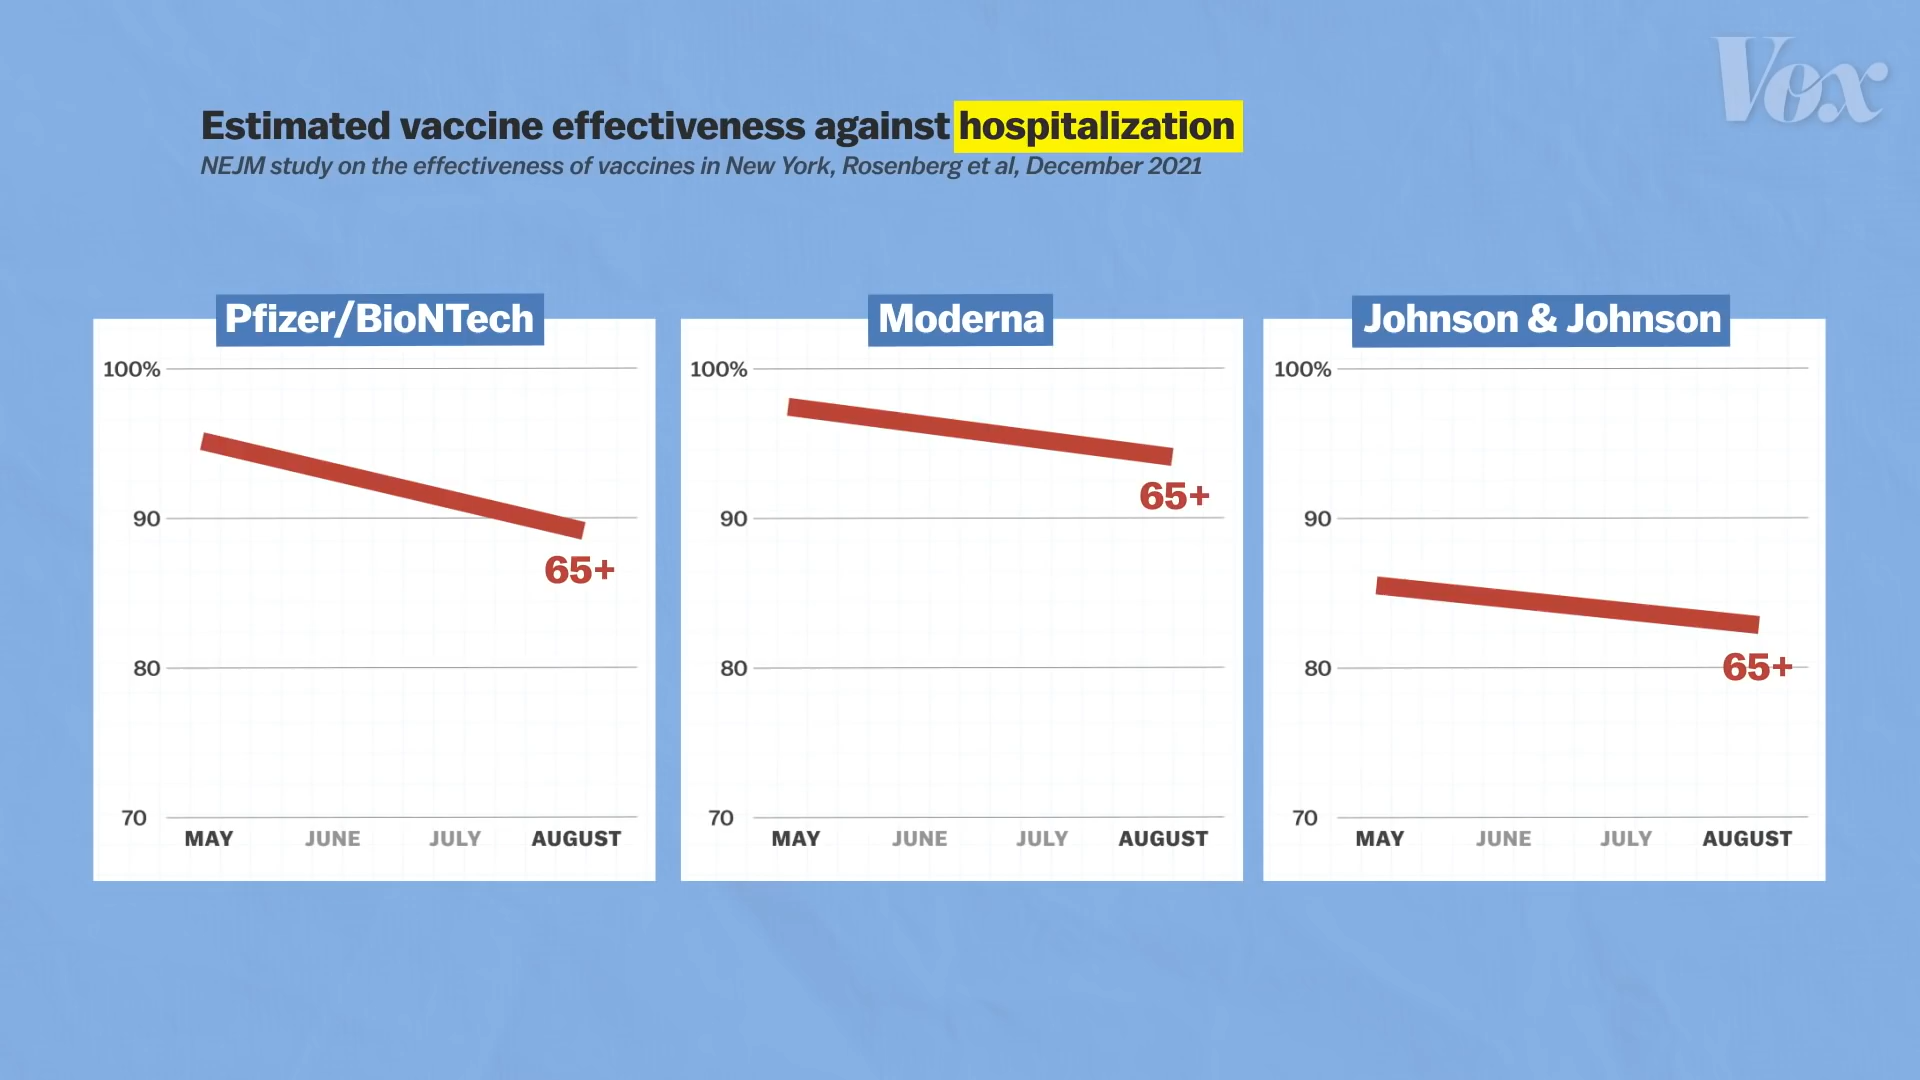 Vox
Estimated vaccine effectiveness against hospitalization
NEJM study on the effectiveness of vaccines in New York, Rosenberg et al, December 2021
Pfizer/BioNTech
100%
90
65+
80
70
MAY JUNE JULY AUGUST
Moderna
100%
65+
90
80
70
MAY JUNE JULY AUGUST
Johnson & Johnson
100%
90
80
65+
70
MAY JUNE JULY AUGUST